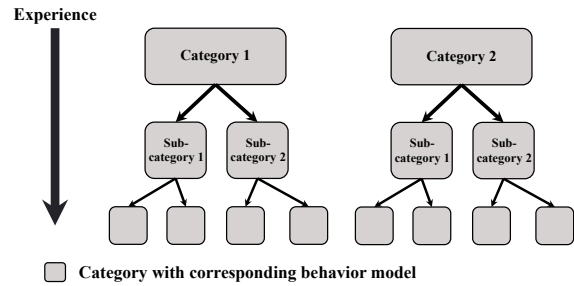 Experience
Category 1
Category 2
Sub-
category 1
Sub-
category 2
Sub-
category 1
Sub-
category 2
Category with corresponding behavior model